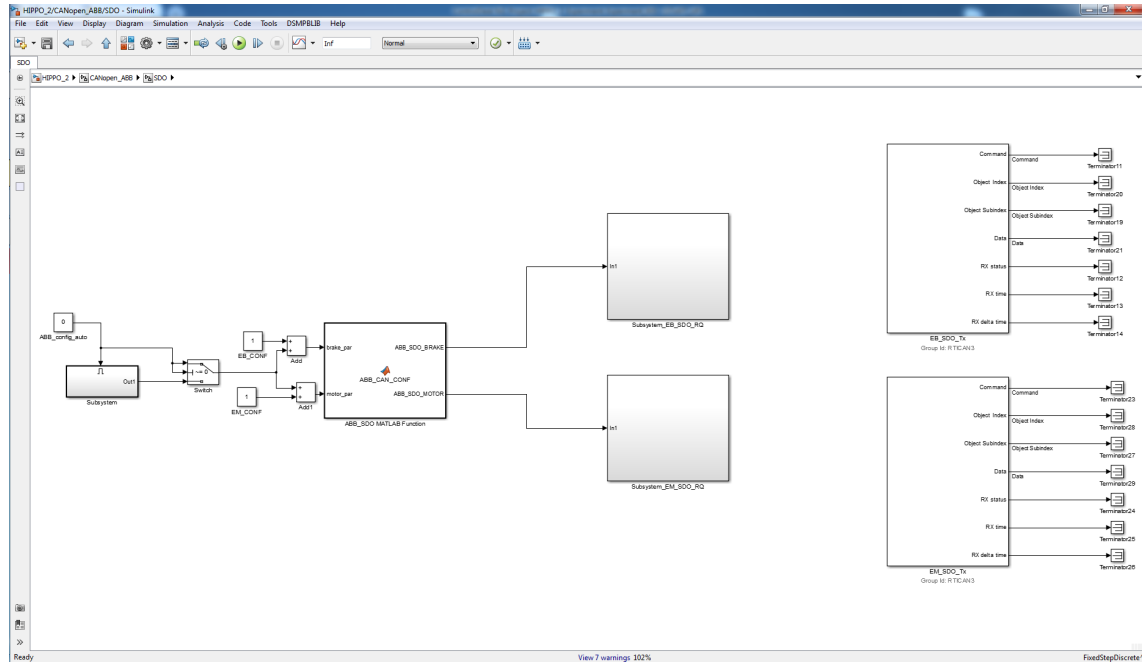 HIPPO_2/CANopen_ABB/SDO - Simulink
File Edit View Display Diagram Simulation Analysis Code Tools DSMPBLIB Help
Inf
Normal
SDO
HIPPO_2 CANopen_ABB SDO
0
ABB_config_auto
Out1
Subsystem
~= 0
Switch
1
EB_CONF
+
+
Add
1
EM_CONF
+
+
Add1
brake_par
motor_par
ABB_CAN_CONF
ABB_SDO_BRAKE
ABB_SDO_MOTOR
ABB_SDO MATLAB Function
In1
Subsystem_EB_SDO_RQ
In1
Subsystem_EM_SDO_RQ
Command Command Terminator11
Object Index Object Index Terminator20
Object Subindex Object Subindex Terminator19
Data Data Terminator21
RX status Terminator12
RX time Terminator13
RX delta time Terminator14
EB_SDO_Tx
Group Id: RTICAN3
Command Command Terminator23
Object Index Object Index Terminator28
Object Subindex Object Subindex Terminator27
Data Data Terminator29
RX status Terminator24
RX time Terminator25
RX delta time Terminator26
EM_SDO_Tx
Group Id: RTICAN3
Ready
View 7 warnings 102%
FixedStepDiscrete